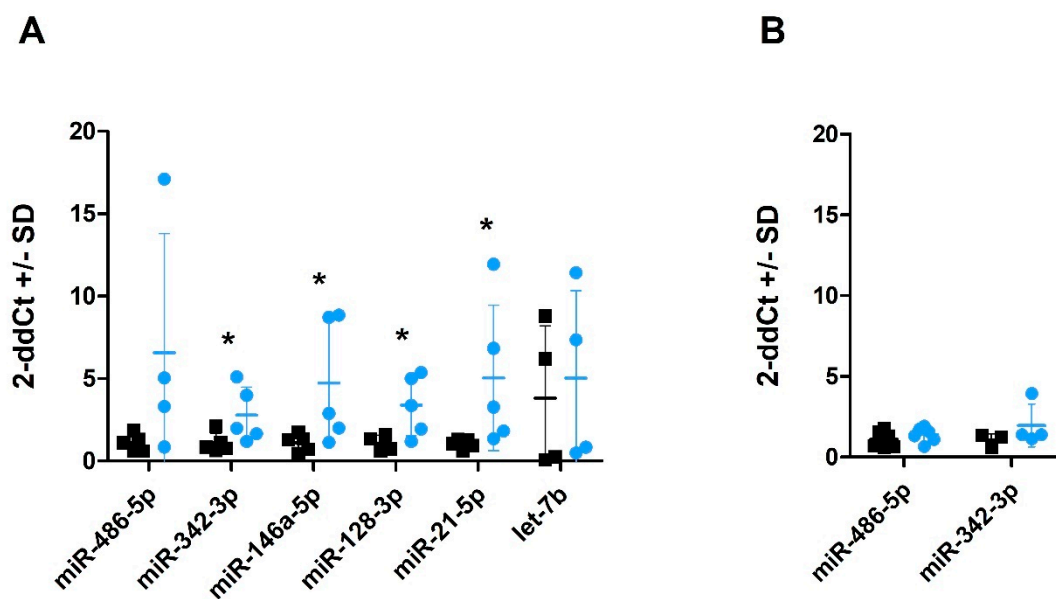 A
B
2-ddCt +/- SD
20
15
10
5
0
*
*
*
*
miR-486-5p
miR-342-3p
miR-146a-5p
miR-128-3p
miR-21-5p
let-7b
2-ddCt +/- SD
20
15
10
5
0
miR-486-5p
miR-342-3p